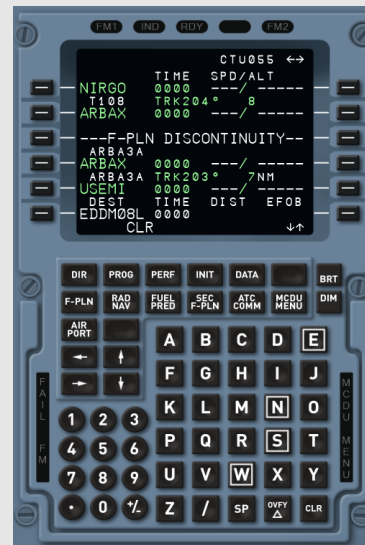 FM1 IND RDY FM2
CTU055 ↔
TIME SPD/ALT
NIRGO 0000 ---/ -----
T108 TRK204° 8
ARBAX 0000 ---/ -----
---F-PLN DISCONTINUITY--
ARBA3A
ARBAX 0000 ---/ -----
ARBA3A TRK203° 7NM
USEMI 0000 ---/ -----
DEST TIME DIST EFOB
EDDM08L 0000
CLR ↓↑
DIR PROG PERF INIT DATA BRT
F-PLN RAD NAV FUEL PRED SEC F-PLN ATC COMM MCDU MENU DIM
AIR PORT
← ↑
→ ↓
A B C D E
F G H I J
K L M N O
P Q R S T
U V W X Y
Z / SP OVFY △ CLR
1 2 3
4 5 6
7 8 9
. 0 +/-
FAIL FM
MCDU MENU